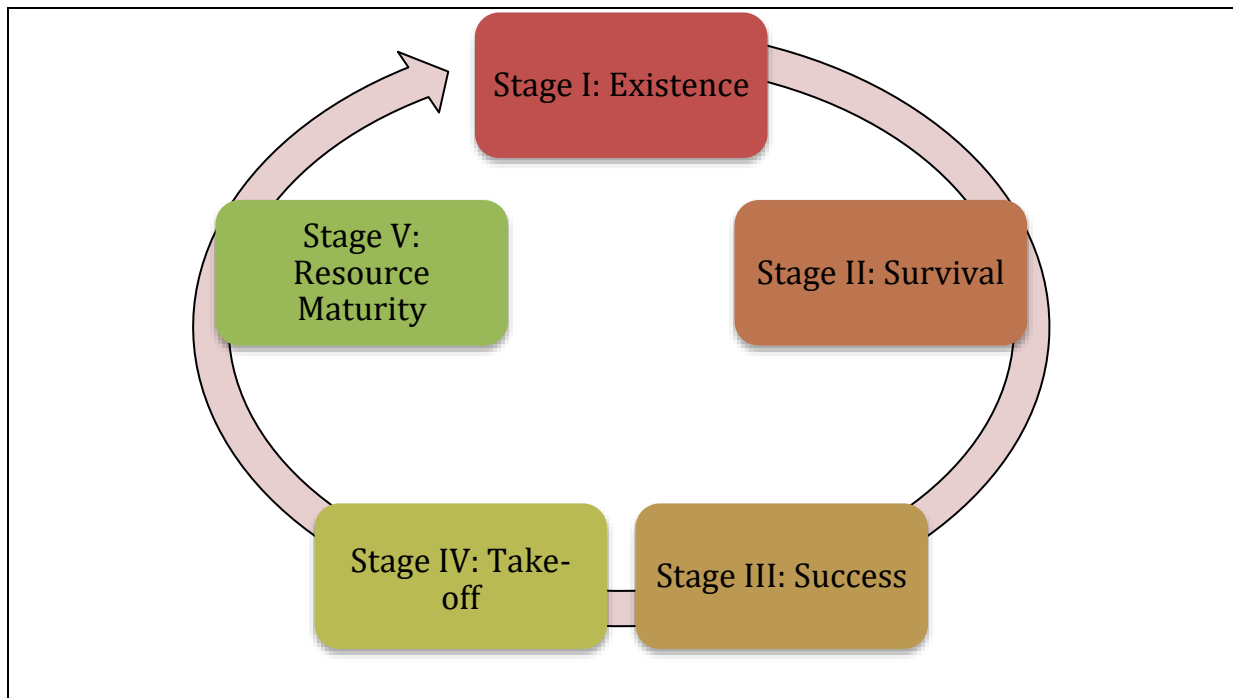 Stage I: Existence
Stage II: Survival
Stage III: Success
Stage IV: Take-
off
Stage V:
Resource
Maturity